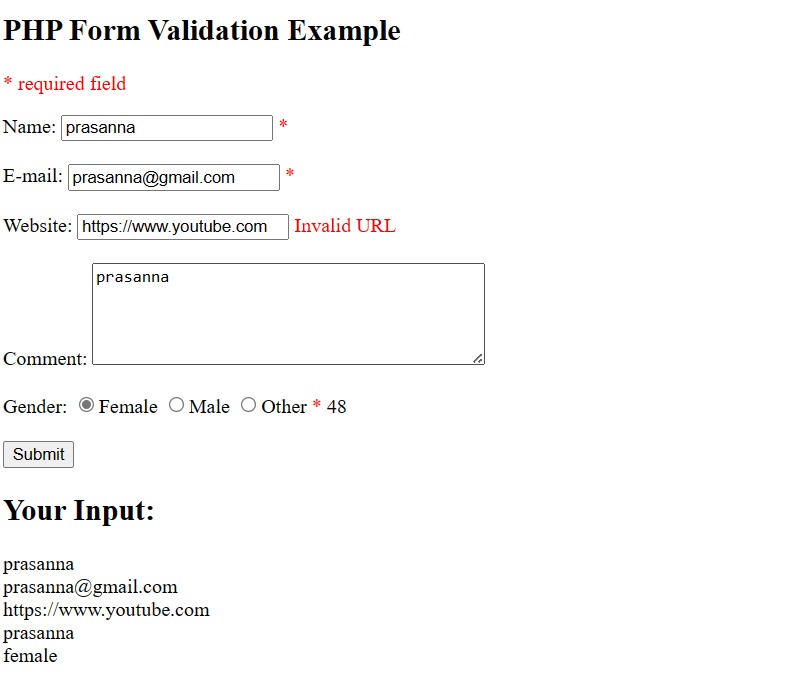 PHP Form Validation Example
* required field
Name: prasanna *
E-mail: prasanna@gmail.com *
Website: https://www.youtube.com Invalid URL
prasanna
Comment:
Gender: Female Male Other * 48
Submit
Your Input:
prasanna
prasanna@gmail.com
https://www.youtube.com
prasanna
female